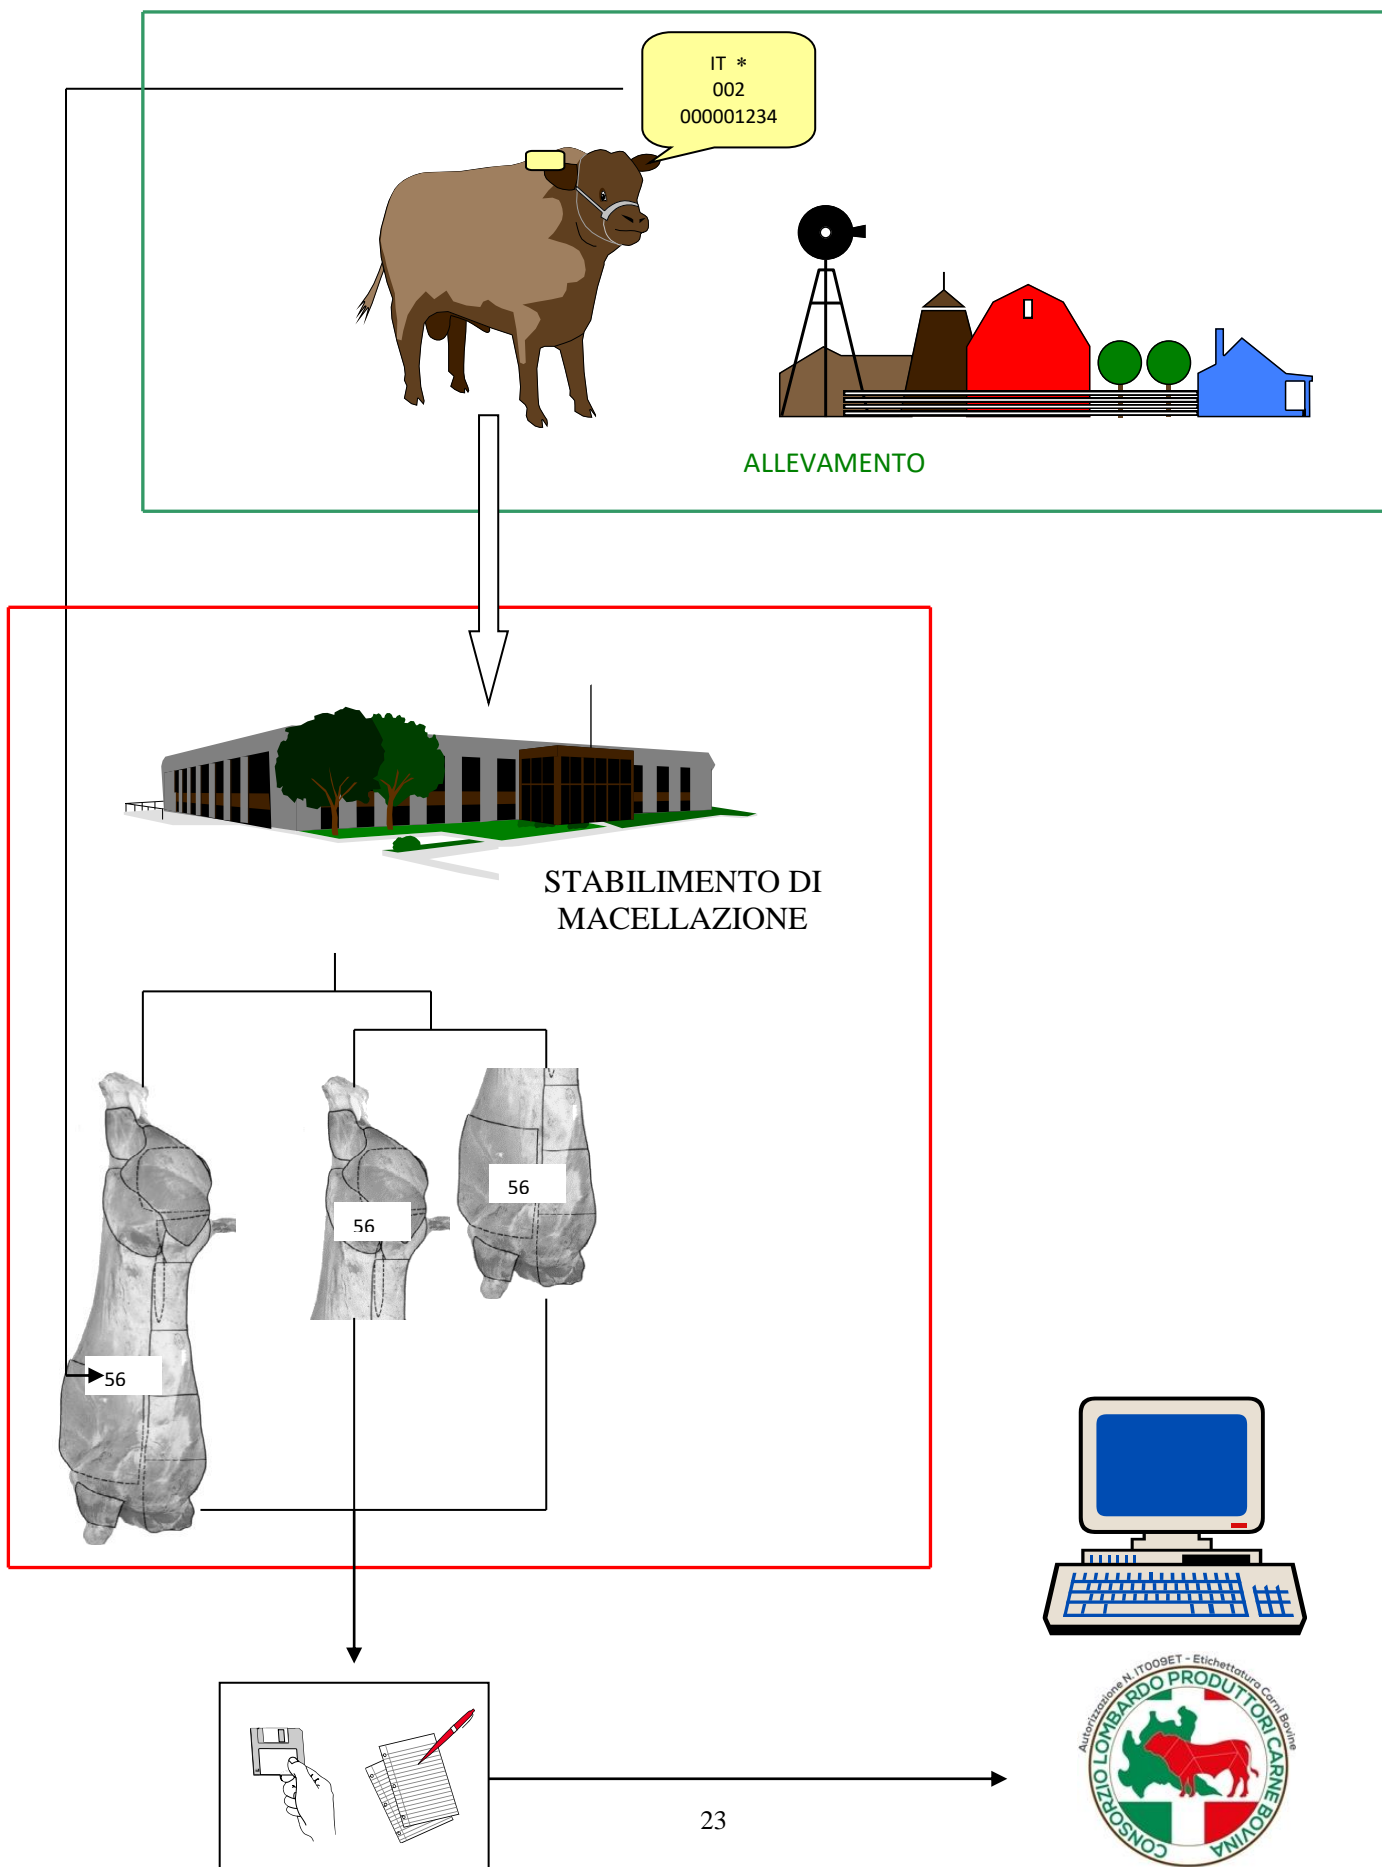 IT *
002
000001234
ALLEVAMENTO
STABILIMENTO DI
MACELLAZIONE
56
56
56
Autorizzazione N. IT009ET - Etichettatura Carni Bovine
CONSORZIO LOMBARDO PRODUTTORI CARNE BOVINA
23